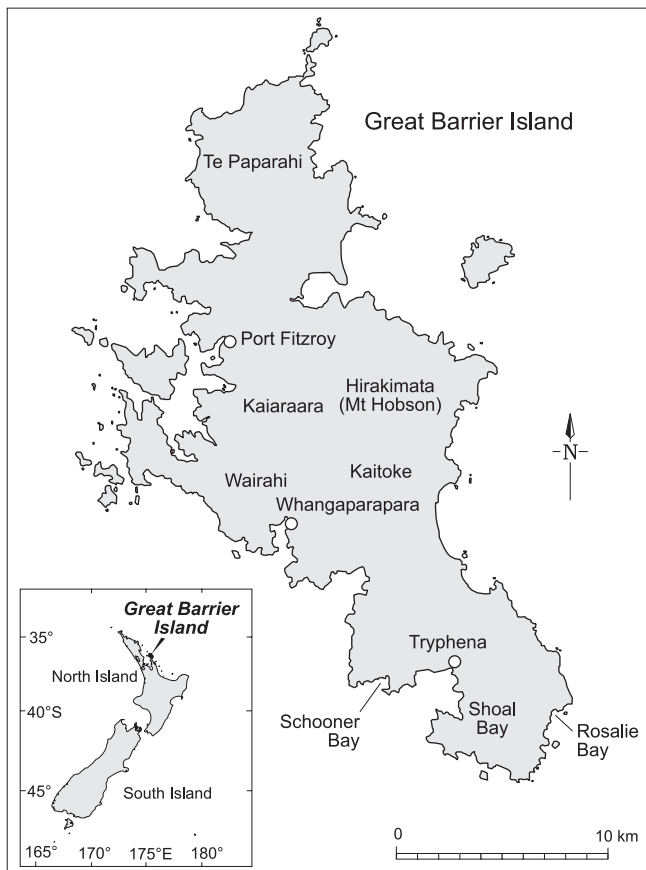 Great Barrier Island
Te Paparahi
Port Fitzroy
Hirakimata
(Mt Hobson)
Kaiaraara
N
Kaitoke
Wairahi
Whangaparapara
Tryphena
Schooner
Bay
Shoal
Bay
Rosalie
Bay
Great Barrier
Island
35°
North Island
40°S
45°
South Island
165°
170°
175°E
180°
0
10 km